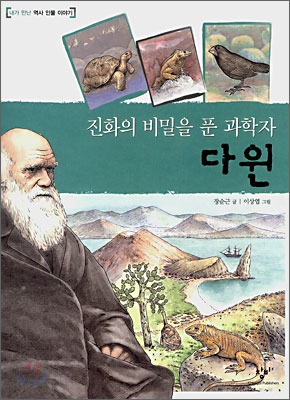 내가 만난 역사 인물 이야기
진화의 비밀을 푼 과학자
다윈
장순근 글 | 이상엽 그림